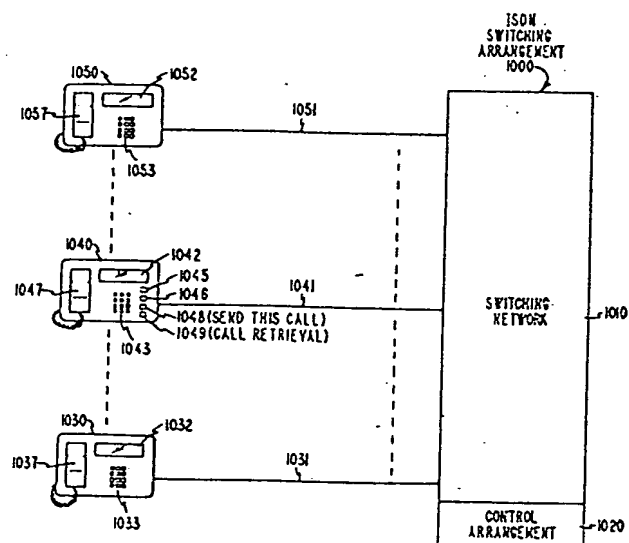 ISDN
SWITCHING
ARRANGEMENT
1000
1050
1052
1057
1051
1053
1040
1042
1045
1047
1046
1041
1048(SEND THIS CALL)
1049(CALL RETRIEVAL)
1043
SWITCHING
NETWORK
1010
1030
1032
1037
1031
1033
CONTROL
ARRANGEMENT
1020